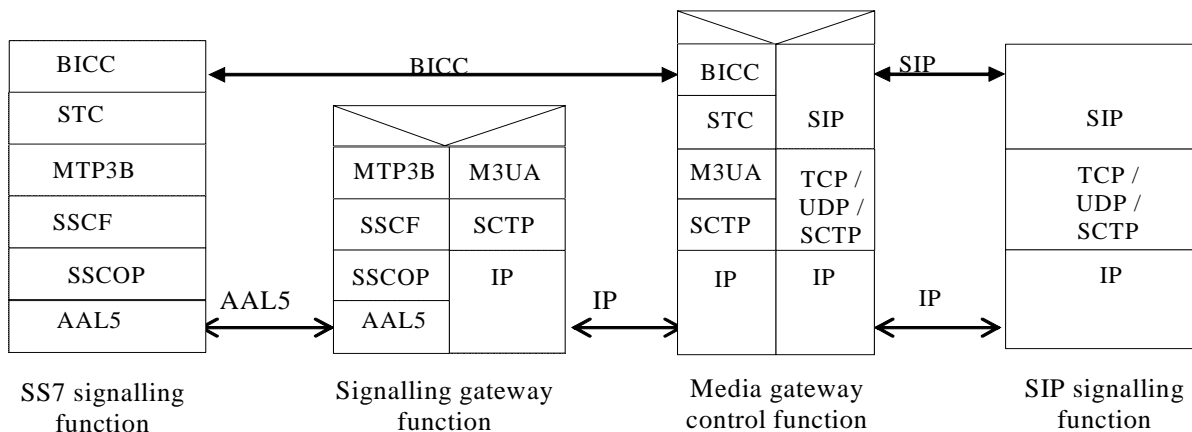 BICC
STC
MTP3B
SSCF
SSCOP
AAL5
SS7 signalling
function
BICC
AAL5
MTP3B
M3UA
SSCF
SCTP
SSCOP
IP
AAL5
Signalling gateway
function
IP
BICC
STC
SIP
M3UA
TCP /
UDP /
SCTP
SCTP
IP
IP
Media gateway
control function
SIP
IP
SIP
TCP /
UDP /
SCTP
IP
SIP signalling
function